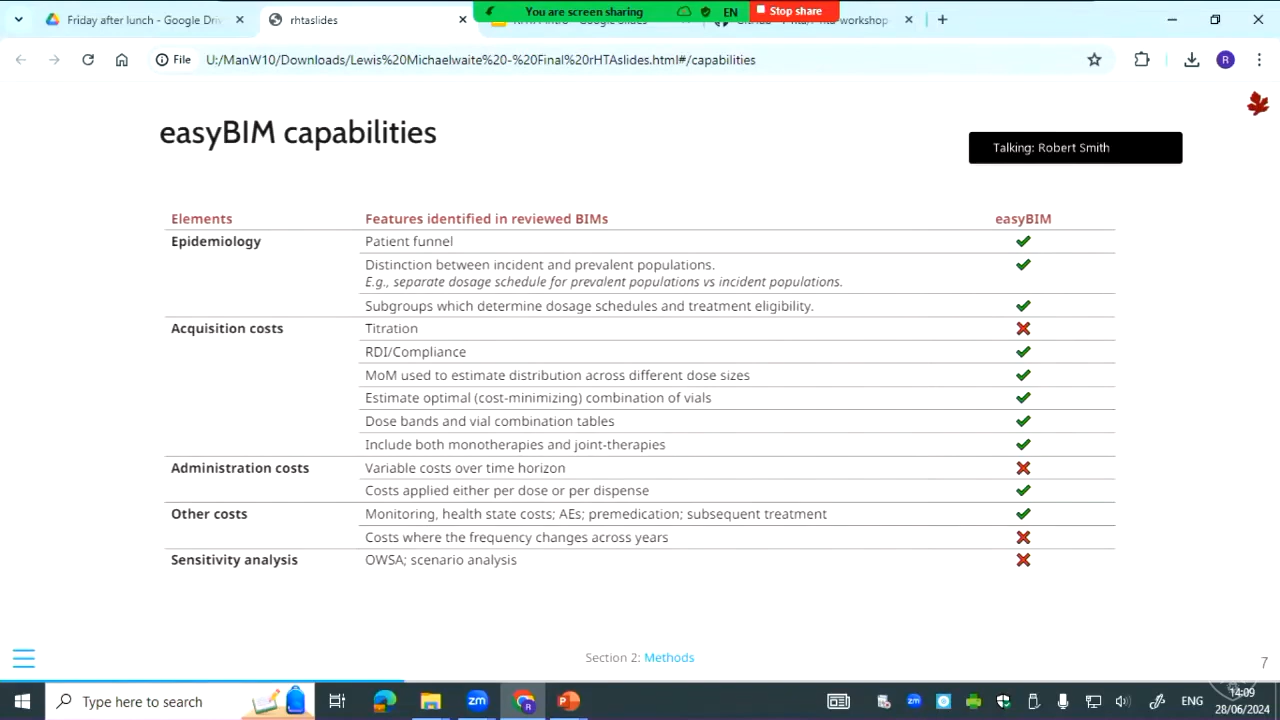 Friday after lunch - Google Driv
rhtaslides
You are screen sharing
EN
Stop share
workshop
File
U:/ManW10/Downloads/Lewis%20Michaelwaite%20-%20Final%20rHTAslides.html#/capabilities
R
easyBIM capabilities
Talking: Robert Smith
Elements Features identified in reviewed BIMs easyBIM
Epidemiology Patient funnel
Distinction between incident and prevalent populations.
E.g., separate dosage schedule for prevalent populations vs incident populations.
Subgroups which determine dosage schedules and treatment eligibility.
Acquisition costs Titration
RDI/Compliance
MoM used to estimate distribution across different dose sizes
Estimate optimal (cost-minimizing) combination of vials
Dose bands and vial combination tables
Include both monotherapies and joint-therapies
Administration costs Variable costs over time horizon
Costs applied either per dose or per dispense
Other costs Monitoring, health state costs; AEs; premedication; subsequent treatment
Costs where the frequency changes across years
Sensitivity analysis OWSA; scenario analysis
Section 2: Methods
7
Type here to search
zm
R
zm
ENG
14:09
28/06/2024